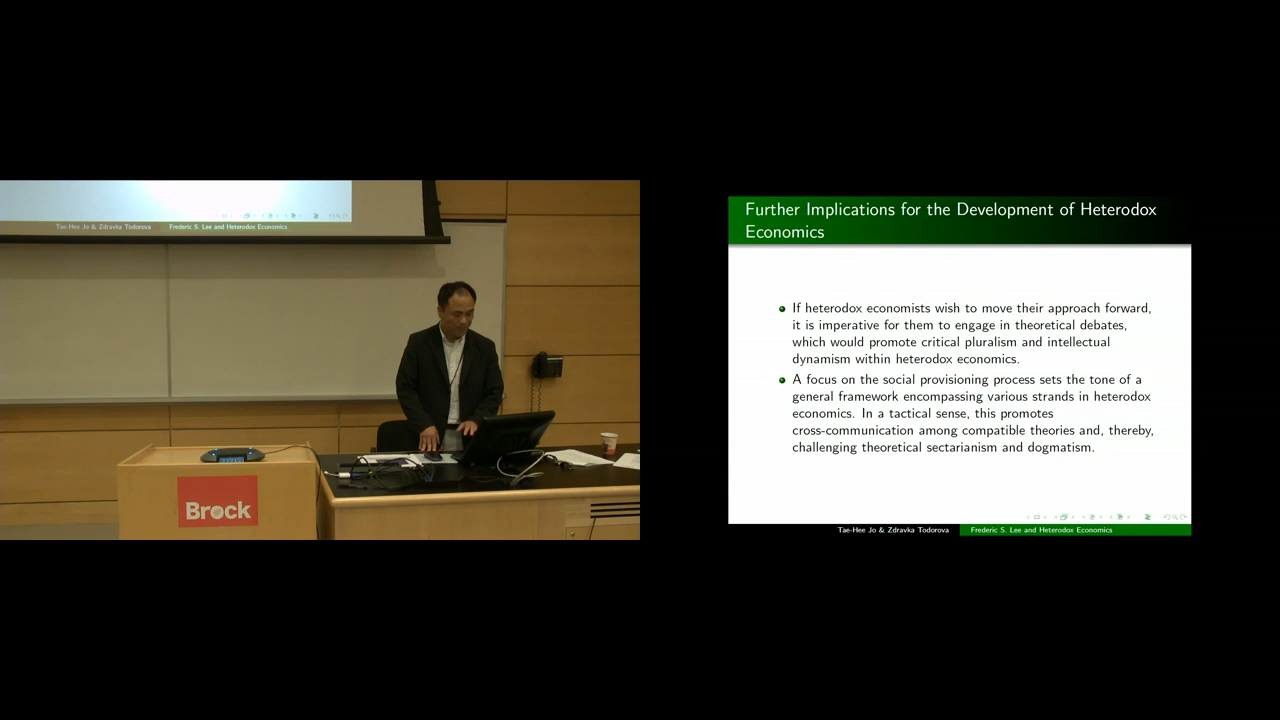 Tae-Hee Jo & Zdravka Todorova Frederic S. Lee and Heterodox Economics
Brock
Further Implications for the Development of Heterodox
Economics
If heterodox economists wish to move their approach forward,
it is imperative for them to engage in theoretical debates,
which would promote critical pluralism and intellectual
dynamism within heterodox economics.
A focus on the social provisioning process sets the tone of a
general framework encompassing various strands in heterodox
economics. In a tactical sense, this promotes
cross-communication among compatible theories and, thereby,
challenging theoretical sectarianism and dogmatism.
Tae-Hee Jo & Zdravka Todorova Frederic S. Lee and Heterodox Economics